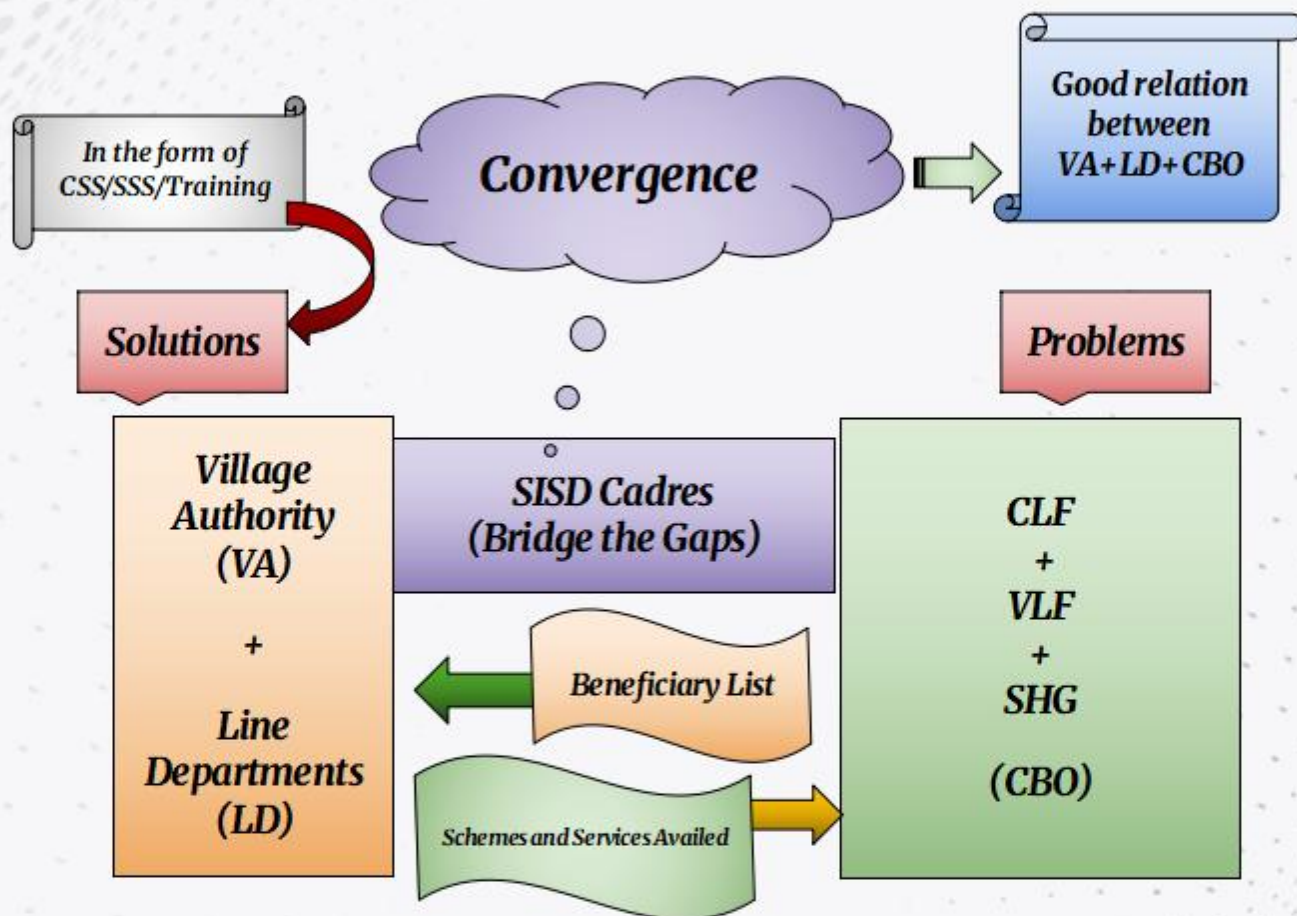 In the form of
CSS/SSS/Training
Convergence
Good relation
between
VA+LD+CBO
Solutions
Problems
Village
Authority
(VA)
+
Line
Departments
(LD)
SISD Cadres
(Bridge the Gaps)
Beneficiary List
Schemes and Services Availed
CLF
+
VLF
+
SHG
(CBO)